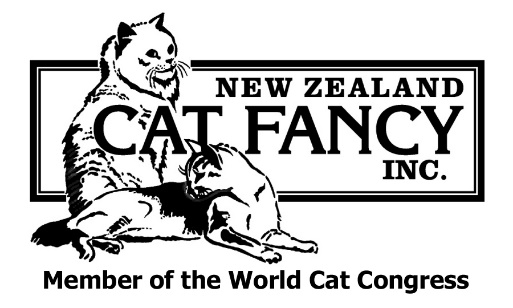 NEW ZEALAND
CAT FANCY
INC.
Member of the World Cat Congress